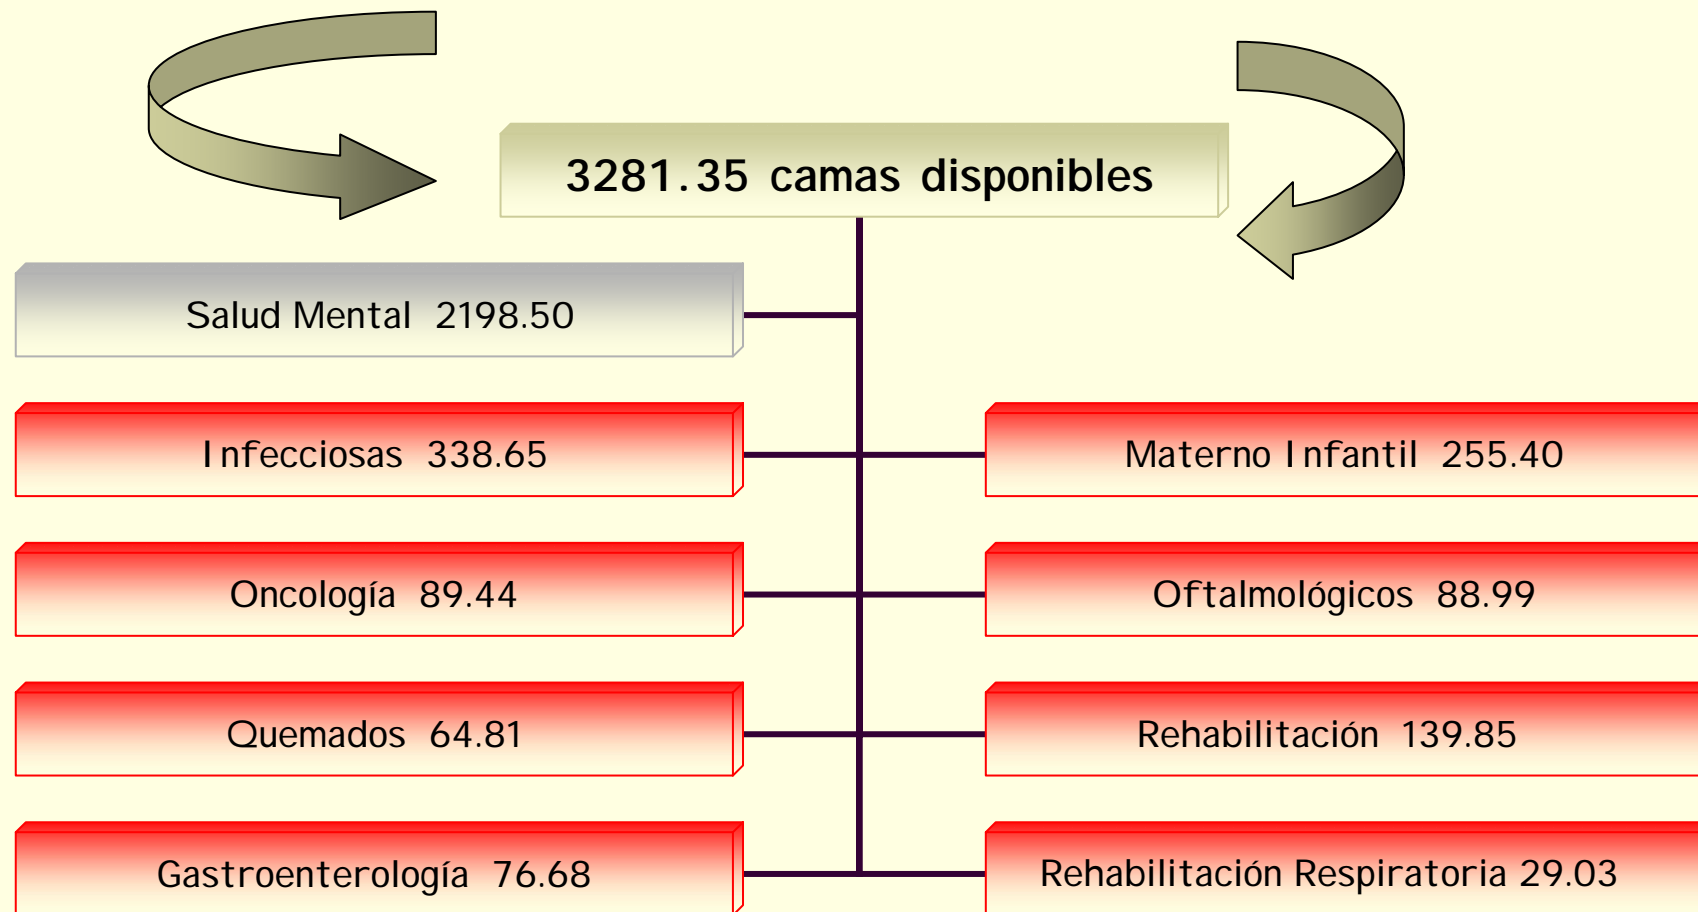 3281.35 camas disponibles
Salud Mental 2198.50
Infecciosas 338.65
Materno Infantil 255.40
Oncología 89.44
Oftalmológicos 88.99
Quemados 64.81
Rehabilitación 139.85
Gastroenterología 76.68
Rehabilitación Respiratoria 29.03